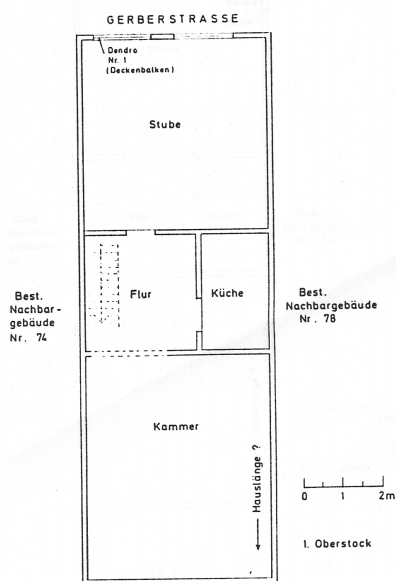 GERBERSTRASSE
Dendro
Nr. 1
(Deckenbalken)
Stube
Best.
Nachbar-
gebäude
Nr. 74
Flur
Küche
Best.
Nachbargebäude
Nr. 78
Kammer
Hauslänge ?
0 1 2m
1. Oberstock